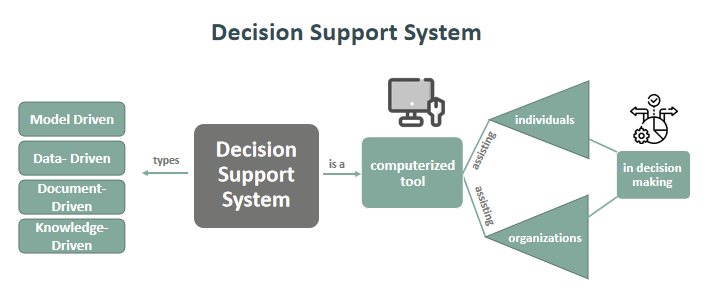 Decision Support System
Model Driven
Data- Driven
Document-
Driven
Knowledge-
Driven
types
Decision
Support
System
is a
computerized
tool
assisting
assisting
individuals
organizations
in decision
making